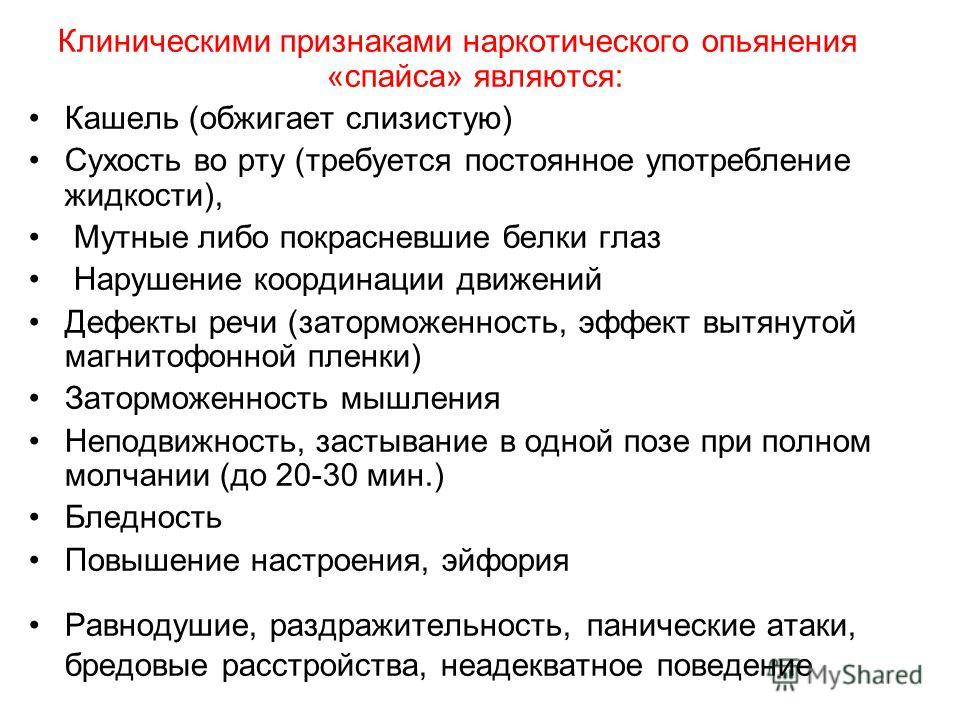 Клиническими признаками наркотического опьянения
«спайса» являются:
• Кашель (обжигает слизистую)
• Сухость во рту (требуется постоянное употребление
жидкости),
• Мутные либо покрасневшие белки глаз
• Нарушение координации движений
• Дефекты речи (заторможенность, эффект вытянутой
магнитофонной пленки)
• Заторможенность мышления
• Неподвижность, застывание в одной позе при полном
молчании (до 20-30 мин.)
• Бледность
• Повышение настроения, эйфория
• Равнодушие, раздражительность, панические атаки,
бредовые расстройства, неадекватное поведение
MyShared